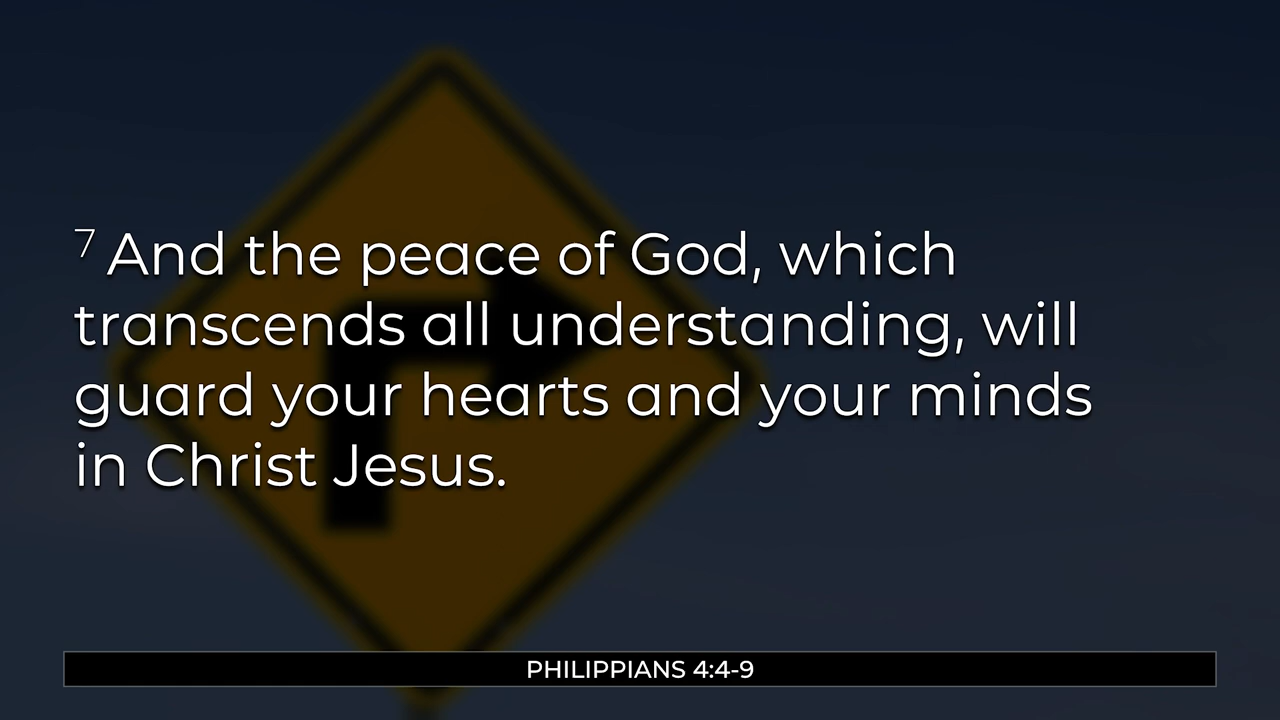 7 And the peace of God, which
transcends all understanding, will
guard your hearts and your minds
in Christ Jesus.
PHILIPPIANS 4:4-9